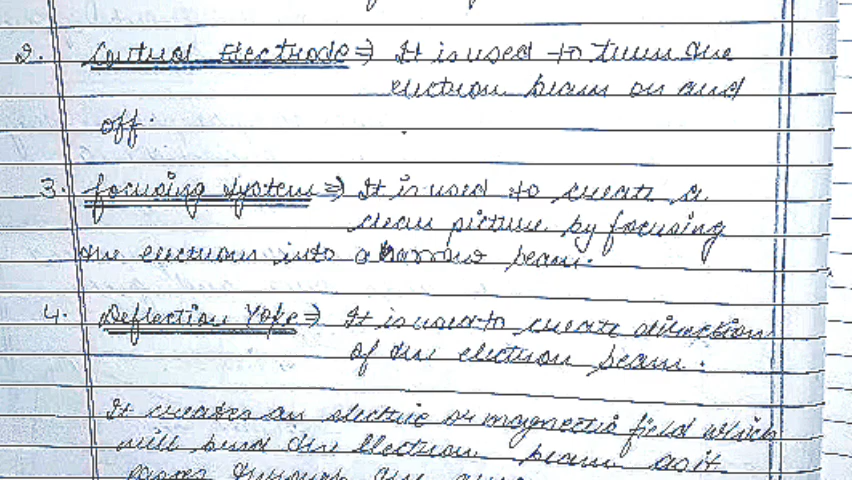 2. Control Electrode ⇒ It is used to turn the
electron beam on and
off.
3. focusing system ⇒ It is used to create a
clear picture by focusing
the electrons into a narrow beam.
4. Deflection Yoke ⇒ It is used to create direction
of the electron beam.
It creates an electric or magnetic field which
will bend the electron beam as it
passes through the